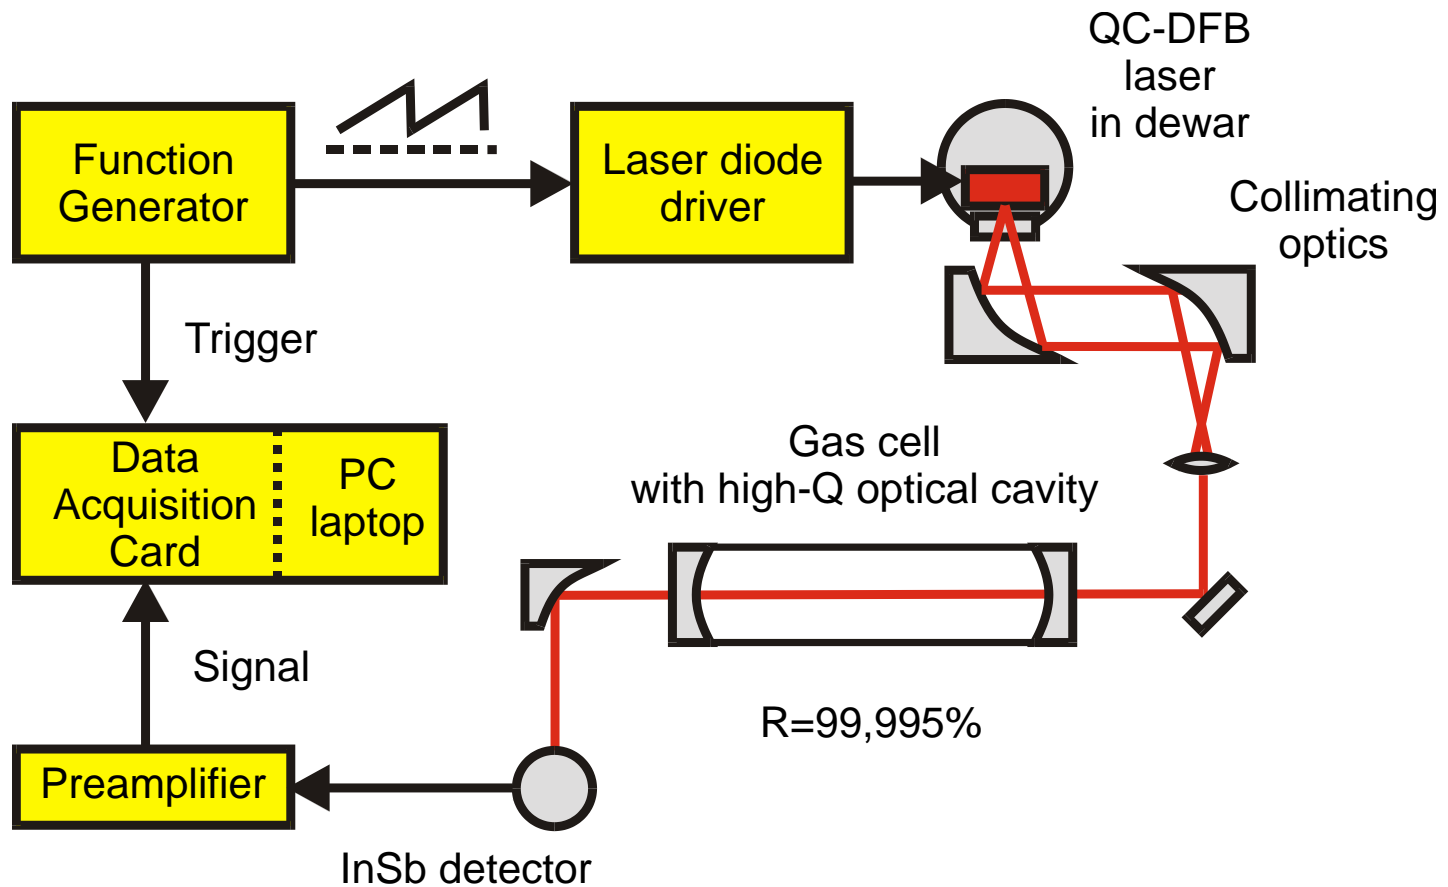 QC-DFB
laser
in dewar
Function
Generator
Laser diode
driver
Collimating
optics
Trigger
Data
Acquisition
Card
PC
laptop
Gas cell
with high-Q optical cavity
Signal
R=99,995%
Preamplifier
InSb detector